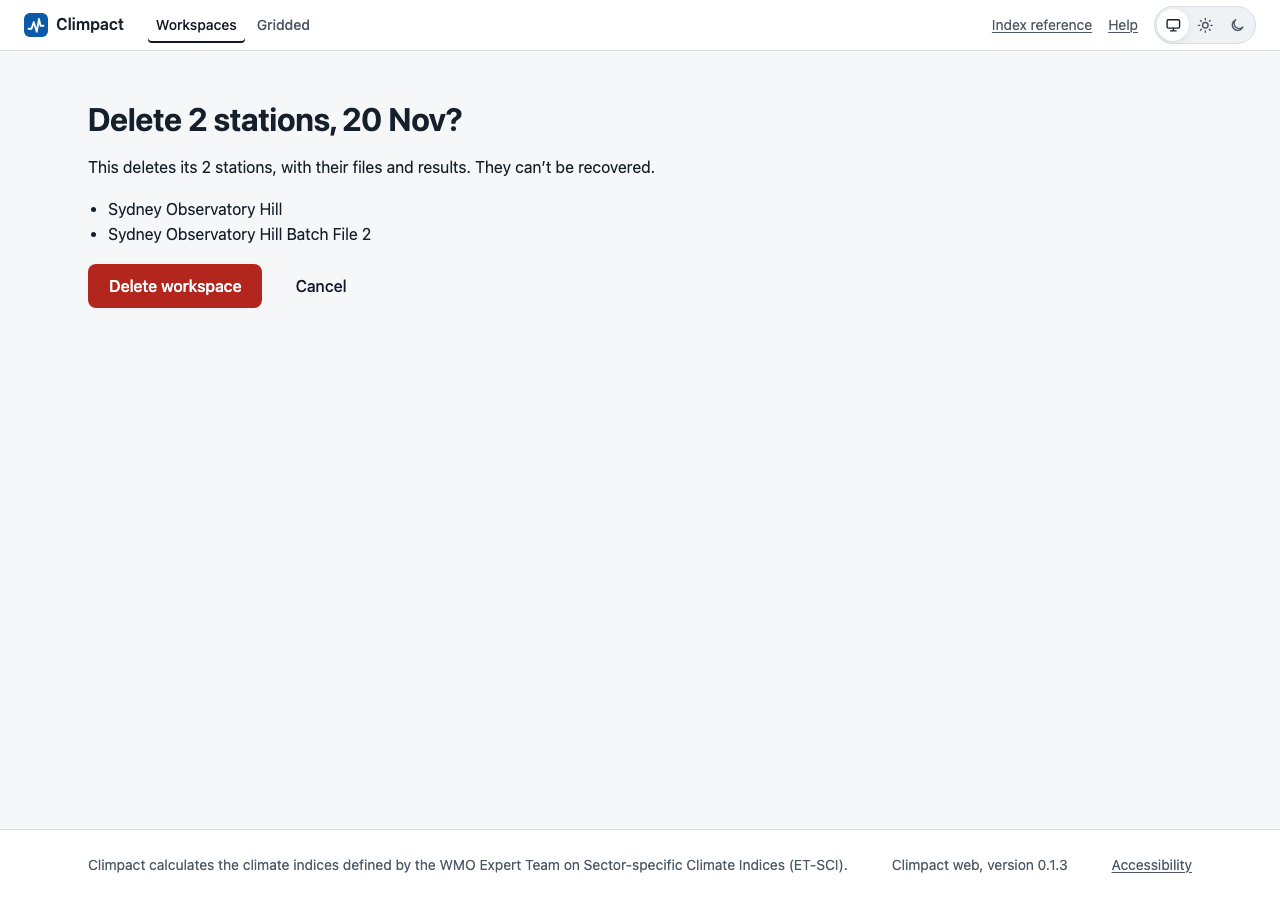 Climpact
Workspaces
Gridded
Index reference
Help
Delete 2 stations, 20 Nov?
This deletes its 2 stations, with their files and results. They can’t be recovered.
Sydney Observatory Hill
Sydney Observatory Hill Batch File 2
Delete workspace
Cancel
Climpact calculates the climate indices defined by the WMO Expert Team on Sector-specific Climate Indices (ET-SCI).
Climpact web, version 0.1.3
Accessibility